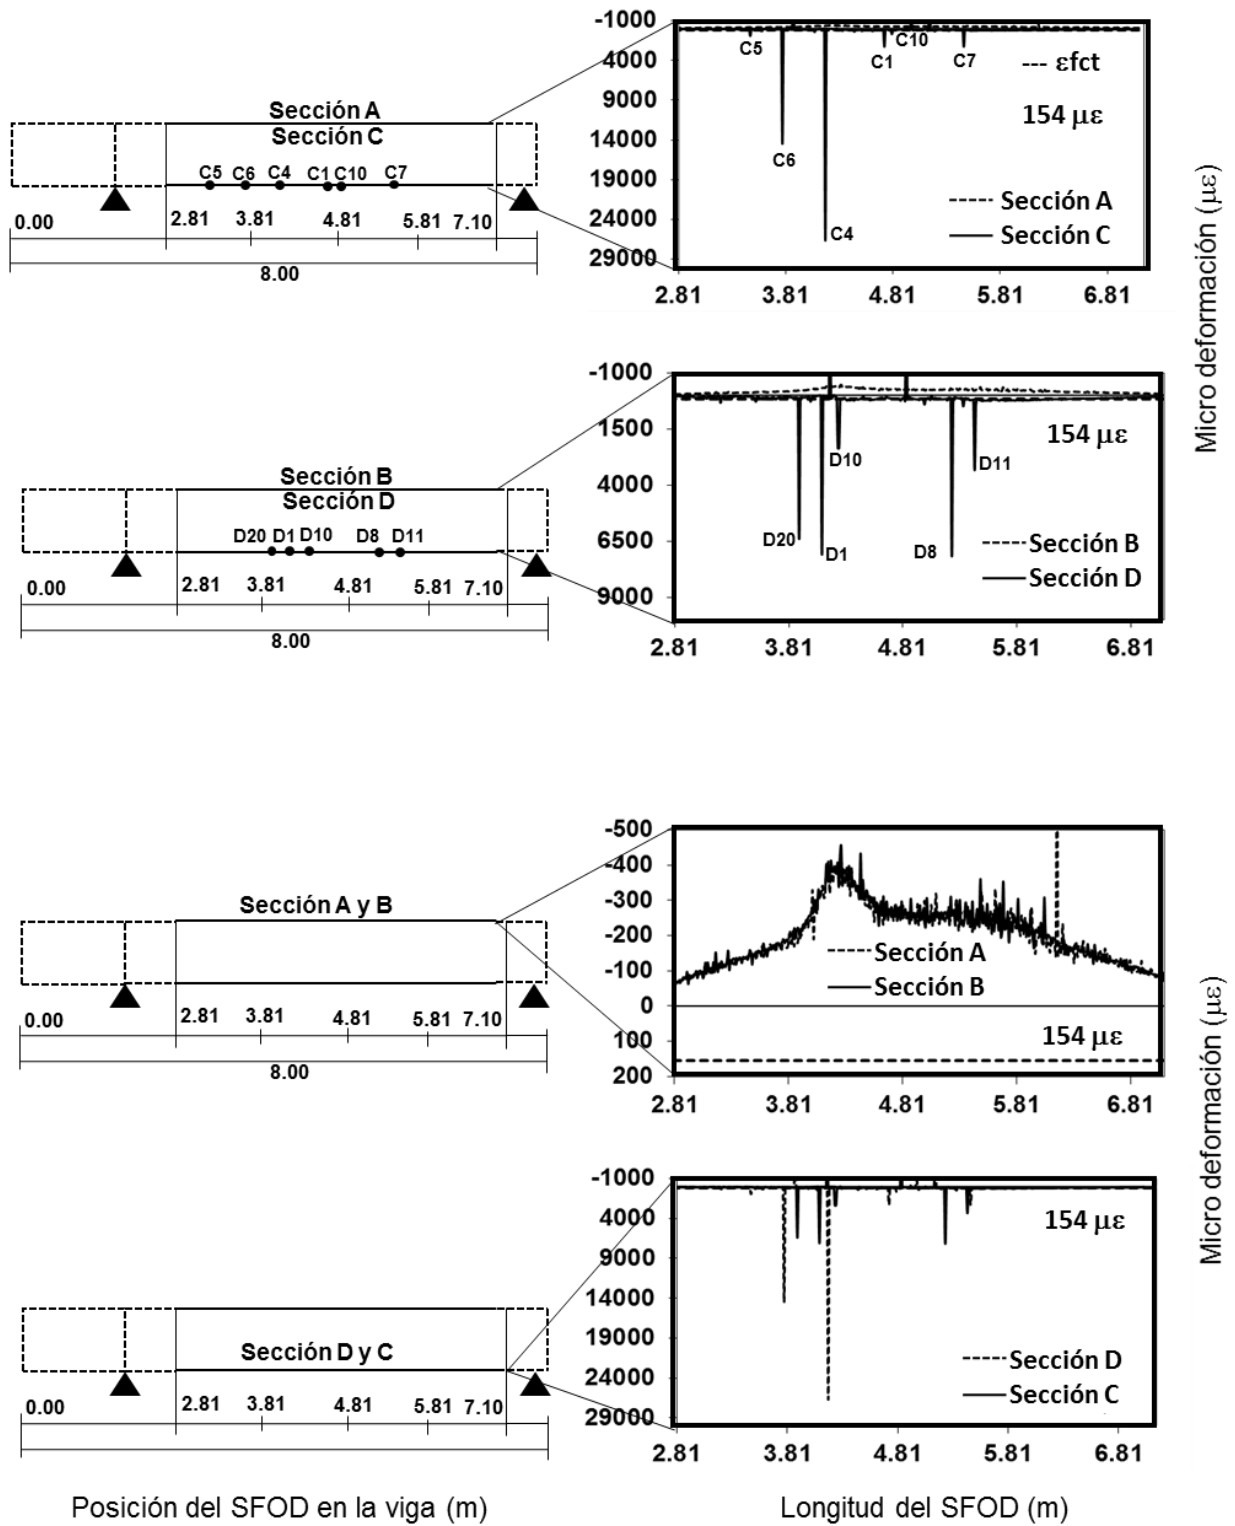 Sección A
Sección C
C5 C6 C4 C1 C10 C7
0.00 2.81 3.81 4.81 5.81 7.10
8.00
-1000
4000
9000
14000
19000
24000
29000
C5 C10
C1 C7
C6
C4
--- εfct
154 με
Sección A
Sección C
2.81 3.81 4.81 5.81 6.81
Micro deformación (με)
Sección B
Sección D
D20 D1 D10 D8 D11
0.00 2.81 3.81 4.81 5.81 7.10
8.00
-1000
1500
4000
6500
9000
154 με
D10 D11
D20 D1 D8
Sección B
Sección D
2.81 3.81 4.81 5.81 6.81
Sección A y B
0.00 2.81 3.81 4.81 5.81 7.10
8.00
-500
-400
-300
-200
-100
0
100
200
Sección A
Sección B
154 με
2.81 3.81 4.81 5.81 6.81
Micro deformación (με)
Sección D y C
0.00 2.81 3.81 4.81 5.81 7.10
-1000
4000
9000
14000
19000
24000
29000
154 με
Sección D
Sección C
2.81 3.81 4.81 5.81 6.81
Posición del SFOD en la viga (m)
Longitud del SFOD (m)